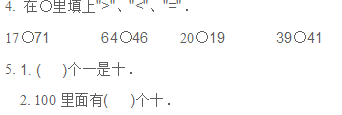 4. 在○里填上">"、"<"、"=".
17○71 64○46 20○19 39○41
5. 1. ( )个一是十.
2. 100 里面有( )个十.